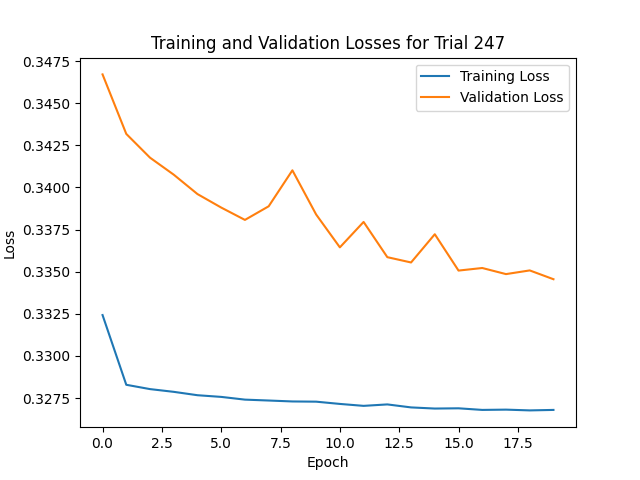 Training and Validation Losses for Trial 247
Training Loss
Validation Loss
Loss
0.3475
0.3450
0.3425
0.3400
0.3375
0.3350
0.3325
0.3300
0.3275
0.0 2.5 5.0 7.5 10.0 12.5 15.0 17.5
Epoch